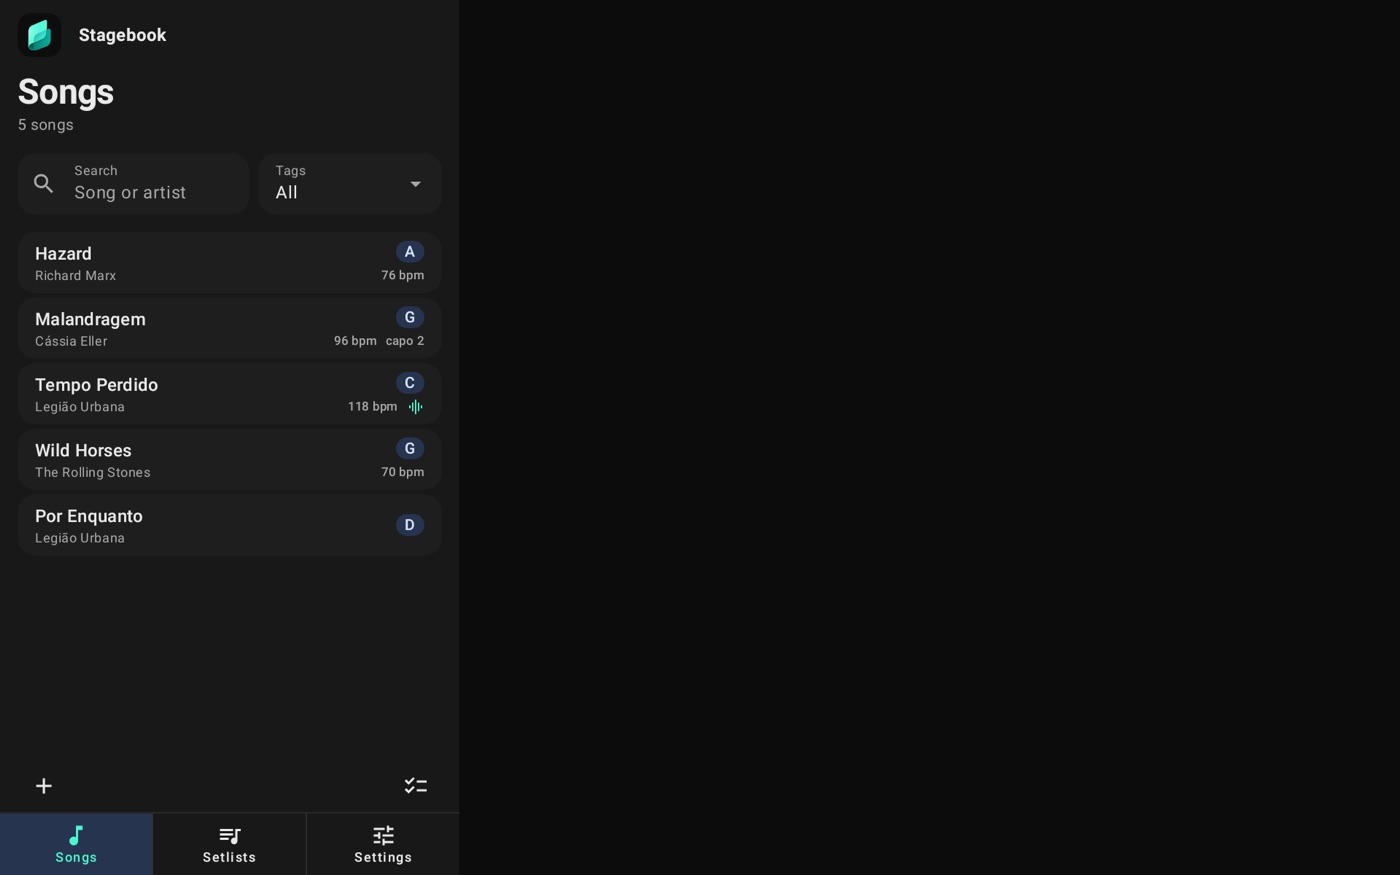 Stagebook
Songs
5 songs
Search
Song or artist
Tags
All
Hazard
A
Richard Marx
76 bpm
Malandragem
G
Cássia Eller
96 bpm capo 2
Tempo Perdido
C
Legião Urbana
118 bpm
Wild Horses
G
The Rolling Stones
70 bpm
Por Enquanto
D
Legião Urbana
Songs
Setlists
Settings